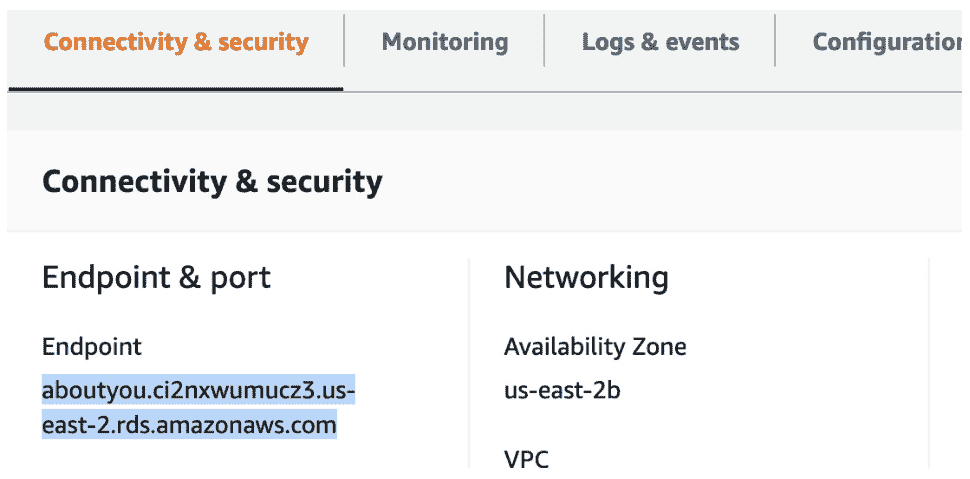 Connectivity & security
Monitoring
Logs & events
Configuration
Connectivity & security
Endpoint & port
Endpoint
aboutyou.ci2nxwumucz3.us-
east-2.rds.amazonaws.com
Networking
Availability Zone
us-east-2b
VPC